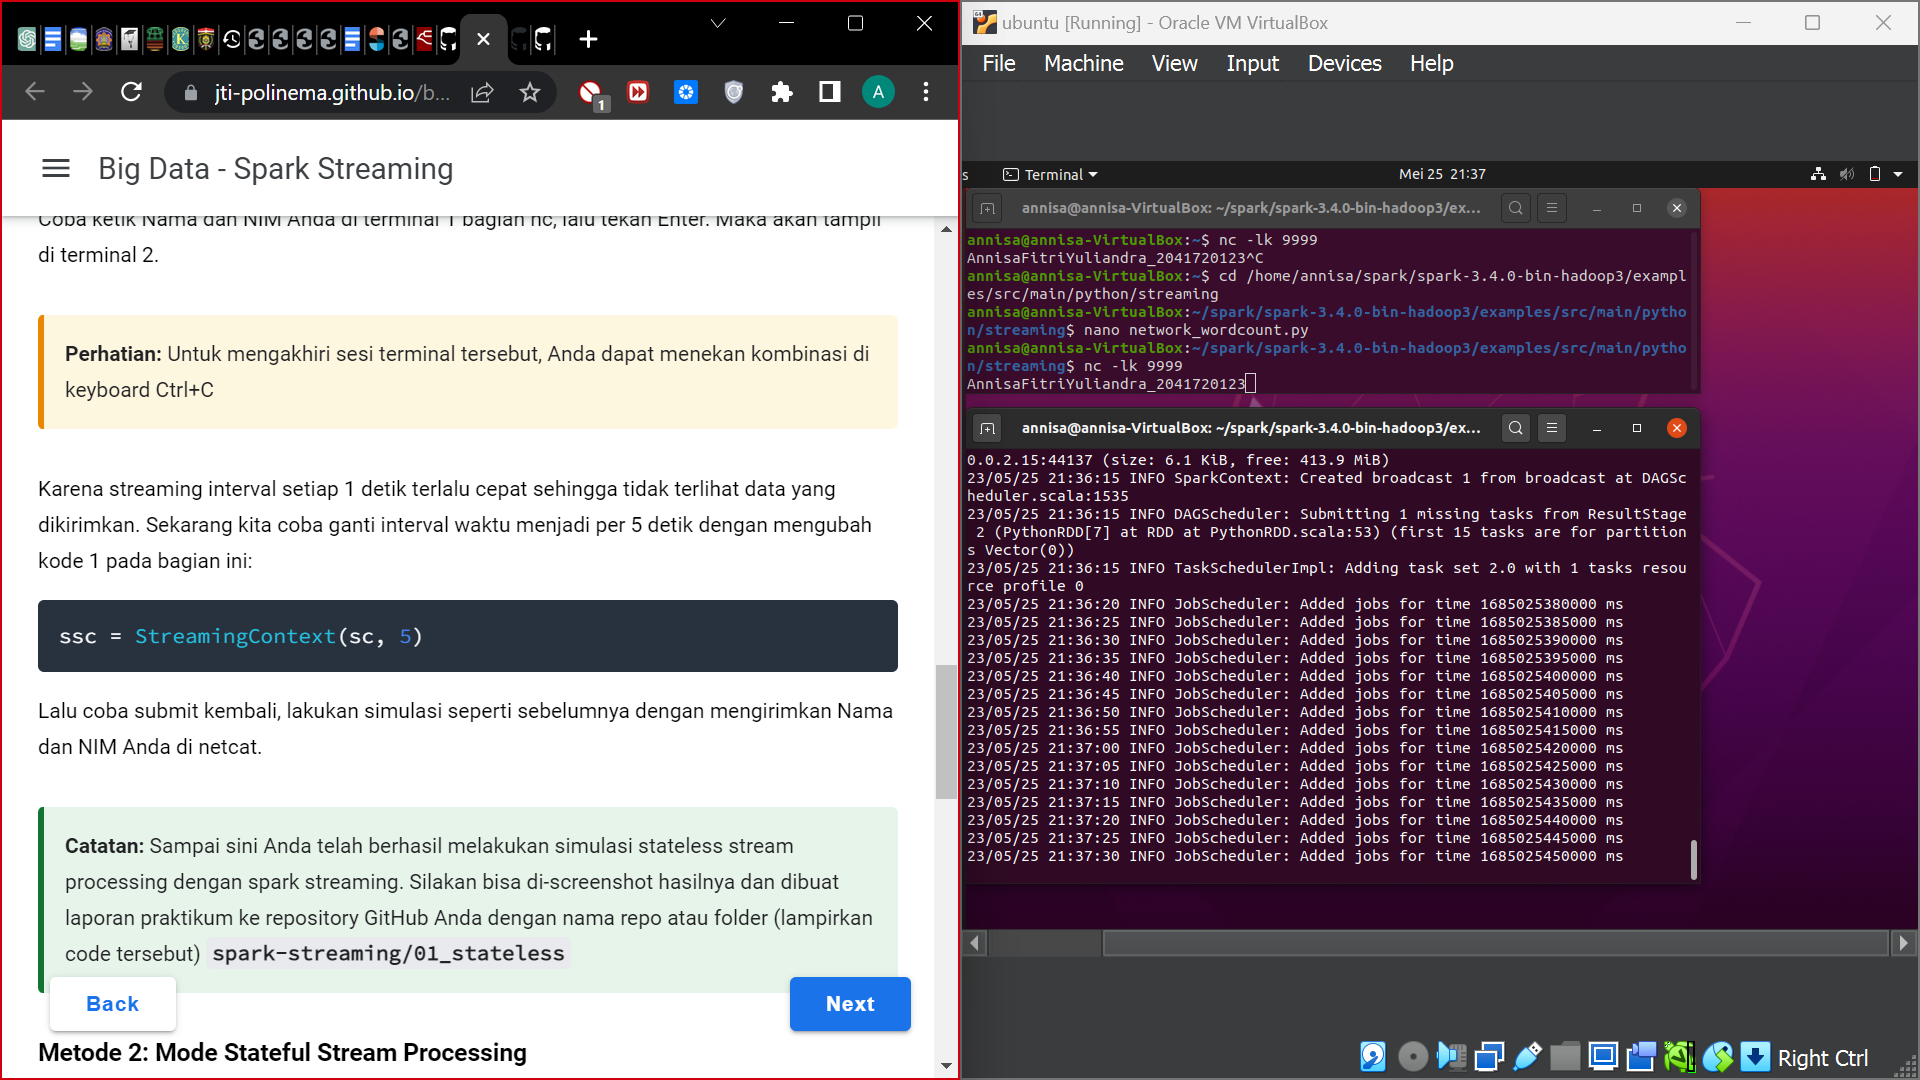 jti-polinema.github.io/b...
1
A
Big Data - Spark Streaming
Coba ketik Nama dan NIM Anda di terminal 1 bagian nc, lalu tekan Enter. Maka akan tampil
di terminal 2.
Perhatian: Untuk mengakhiri sesi terminal tersebut, Anda dapat menekan kombinasi di
keyboard Ctrl+C
Karena streaming interval setiap 1 detik terlalu cepat sehingga tidak terlihat data yang
dikirimkan. Sekarang kita coba ganti interval waktu menjadi per 5 detik dengan mengubah
kode 1 pada bagian ini:
ssc = StreamingContext(sc, 5)
Lalu coba submit kembali, lakukan simulasi seperti sebelumnya dengan mengirimkan Nama
dan NIM Anda di netcat.
Catatan: Sampai sini Anda telah berhasil melakukan simulasi stateless stream
processing dengan spark streaming. Silakan bisa di-screenshot hasilnya dan dibuat
laporan praktikum ke repository GitHub Anda dengan nama repo atau folder (lampirkan
code tersebut) spark-streaming/01_stateless
Back
Next
Metode 2: Mode Stateful Stream Processing
ubuntu [Running] - Oracle VM VirtualBox
File Machine View Input Devices Help
s Terminal Mei 25 21:37
annisa@annisa-VirtualBox: ~/spark/spark-3.4.0-bin-hadoop3/ex...
annisa@annisa-VirtualBox:~$ nc -lk 9999
AnnisaFitriYuliandra_2041720123^C
annisa@annisa-VirtualBox:~$ cd /home/annisa/spark/spark-3.4.0-bin-hadoop3/exampl
es/src/main/python/streaming
annisa@annisa-VirtualBox:~/spark/spark-3.4.0-bin-hadoop3/examples/src/main/pytho
n/streaming$ nano network_wordcount.py
annisa@annisa-VirtualBox:~/spark/spark-3.4.0-bin-hadoop3/examples/src/main/pytho
n/streaming$ nc -lk 9999
AnnisaFitriYuliandra_2041720123
annisa@annisa-VirtualBox: ~/spark/spark-3.4.0-bin-hadoop3/ex...
0.0.2.15:44137 (size: 6.1 KiB, free: 413.9 MiB)
23/05/25 21:36:15 INFO SparkContext: Created broadcast 1 from broadcast at DAGSc
heduler.scala:1535
23/05/25 21:36:15 INFO DAGScheduler: Submitting 1 missing tasks from ResultStage
2 (PythonRDD[7] at RDD at PythonRDD.scala:53) (first 15 tasks are for partition
s Vector(0))
23/05/25 21:36:15 INFO TaskSchedulerImpl: Adding task set 2.0 with 1 tasks resou
rce profile 0
23/05/25 21:36:20 INFO JobScheduler: Added jobs for time 1685025380000 ms
23/05/25 21:36:25 INFO JobScheduler: Added jobs for time 1685025385000 ms
23/05/25 21:36:30 INFO JobScheduler: Added jobs for time 1685025390000 ms
23/05/25 21:36:35 INFO JobScheduler: Added jobs for time 1685025395000 ms
23/05/25 21:36:40 INFO JobScheduler: Added jobs for time 1685025400000 ms
23/05/25 21:36:45 INFO JobScheduler: Added jobs for time 1685025405000 ms
23/05/25 21:36:50 INFO JobScheduler: Added jobs for time 1685025410000 ms
23/05/25 21:36:55 INFO JobScheduler: Added jobs for time 1685025415000 ms
23/05/25 21:37:00 INFO JobScheduler: Added jobs for time 1685025420000 ms
23/05/25 21:37:05 INFO JobScheduler: Added jobs for time 1685025425000 ms
23/05/25 21:37:10 INFO JobScheduler: Added jobs for time 1685025430000 ms
23/05/25 21:37:15 INFO JobScheduler: Added jobs for time 1685025435000 ms
23/05/25 21:37:20 INFO JobScheduler: Added jobs for time 1685025440000 ms
23/05/25 21:37:25 INFO JobScheduler: Added jobs for time 1685025445000 ms
23/05/25 21:37:30 INFO JobScheduler: Added jobs for time 1685025450000 ms
Right Ctrl